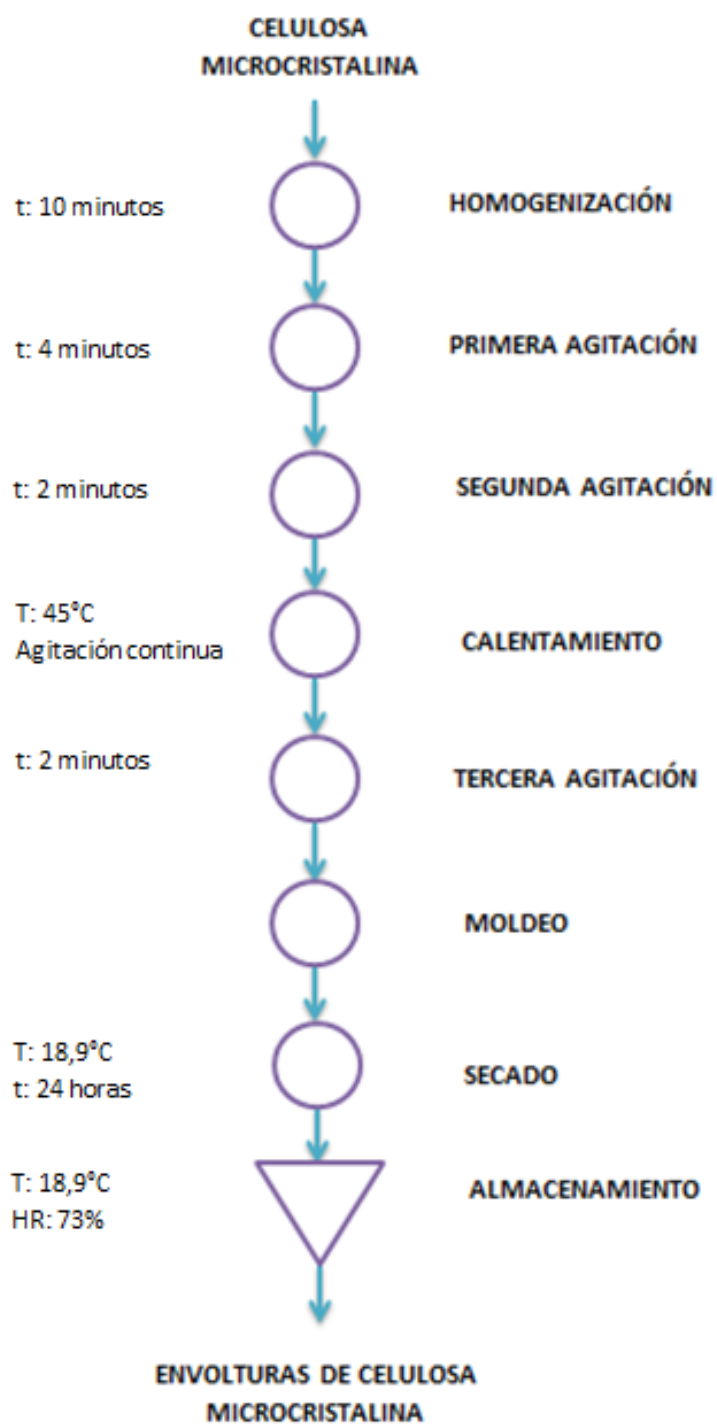 CELULOSA
MICROCRISTALINA
t: 10 minutos
HOMOGENIZACIÓN
t: 4 minutos
PRIMERA AGITACIÓN
t: 2 minutos
SEGUNDA AGITACIÓN
T: 45°C
Agitación continua
CALENTAMIENTO
t: 2 minutos
TERCERA AGITACIÓN
MOLDEO
T: 18,9°C
t: 24 horas
SECADO
T: 18,9°C
HR: 73%
ALMACENAMIENTO
ENVOLTURAS DE CELULOSA
MICROCRISTALINA